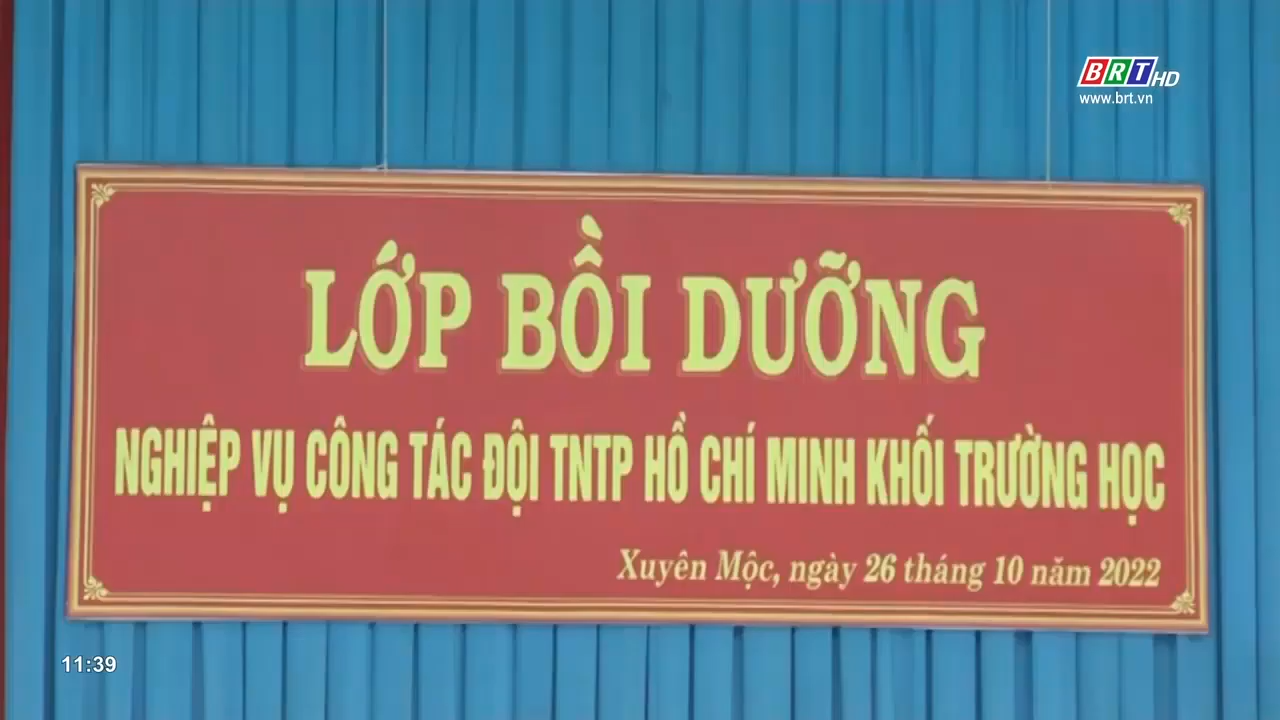 BRT HD
www.brt.vn
LỚP BỒI DƯỠNG
NGHIỆP VỤ CÔNG TÁC ĐỘI TNTP HỒ CHÍ MINH KHỐI TRƯỜNG HỌC
Xuyên Mộc, ngày 26 tháng 10 năm 2022
11:39